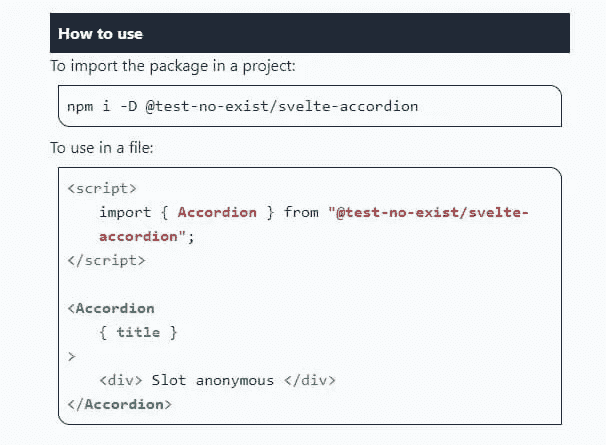 How to use
To import the package in a project:
npm i -D @test-no-exist/svelte-accordion
To use in a file:
<script>
import { Accordion } from "@test-no-exist/svelte-
accordion";
</script>
<Accordion
{ title }
>
<div> Slot anonymous </div>
</Accordion>